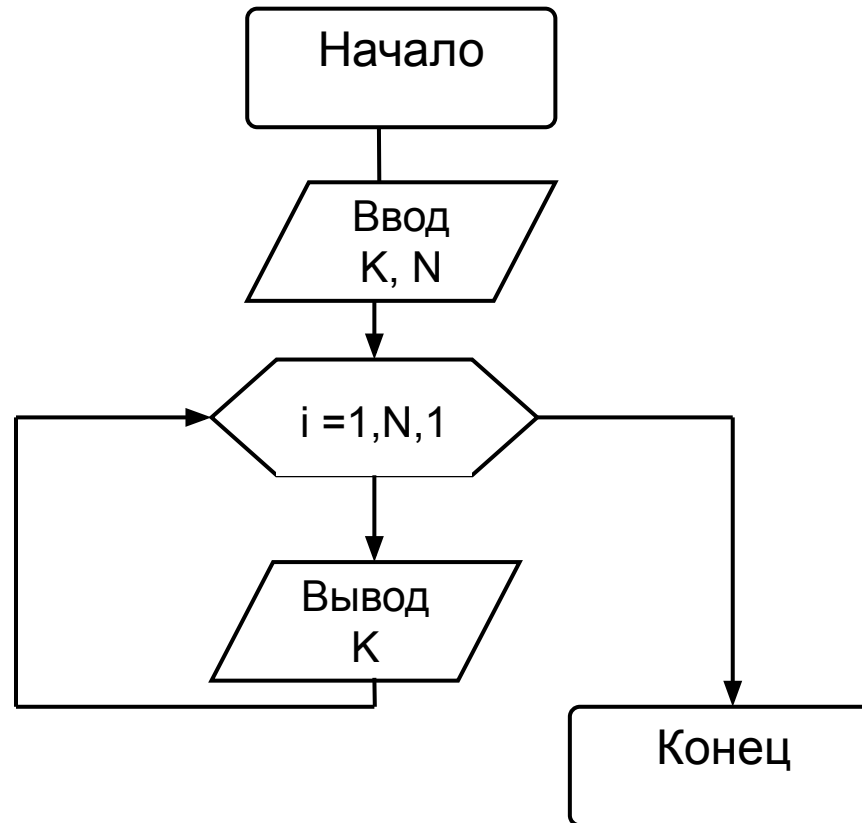 Начало
Ввод
K, N
i =1,N,1
Вывод
K
Конец